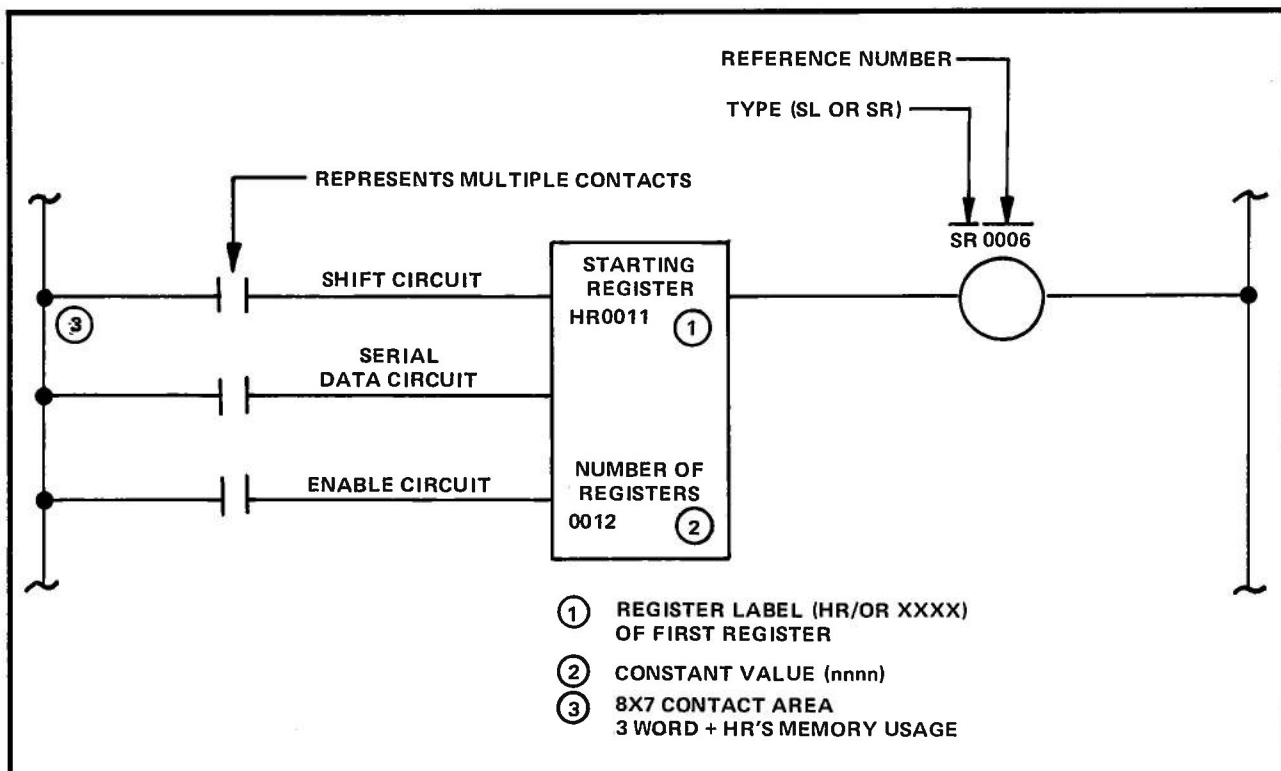 REFERENCE NUMBER
TYPE (SL OR SR)
REPRESENTS MULTIPLE CONTACTS
SR 0006
SHIFT CIRCUIT
STARTING
REGISTER
HR0011
1
3
SERIAL
DATA CIRCUIT
ENABLE CIRCUIT
NUMBER OF
REGISTERS
0012
2
1 REGISTER LABEL (HR/OR XXXX)
OF FIRST REGISTER
2 CONSTANT VALUE (nnnn)
3 8X7 CONTACT AREA
3 WORD + HR'S MEMORY USAGE